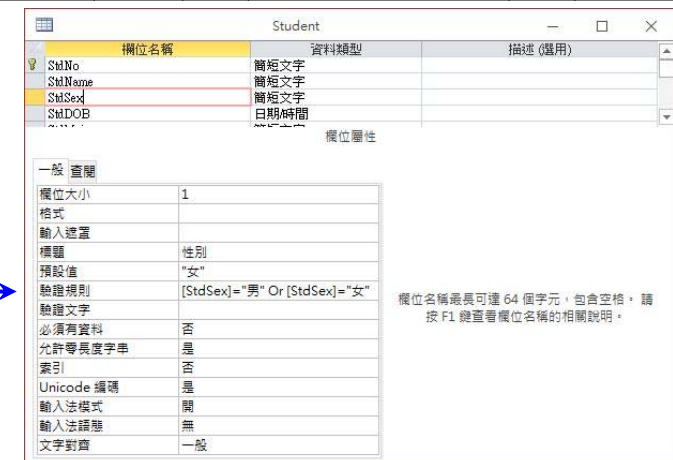 Student
欄位名稱 資料類型 描述 (選用)
StdNo 簡短文字
StdName 簡短文字
StdSex 簡短文字
StdDOB 日期/時間
欄位屬性
一般 查閱
欄位大小 1
格式
輸入遮罩
標題 性別
預設值 "女"
驗證規則 [StdSex]="男" Or [StdSex]="女"
驗證文字
必須有資料 否
允許零長度字串 是
索引 否
Unicode 編碼 是
輸入法模式 開
輸入法語態 無
文字對齊 一般
欄位名稱最長可達 64 個字元，包含空格。 請
按 F1 鍵查看欄位名稱的相關說明。